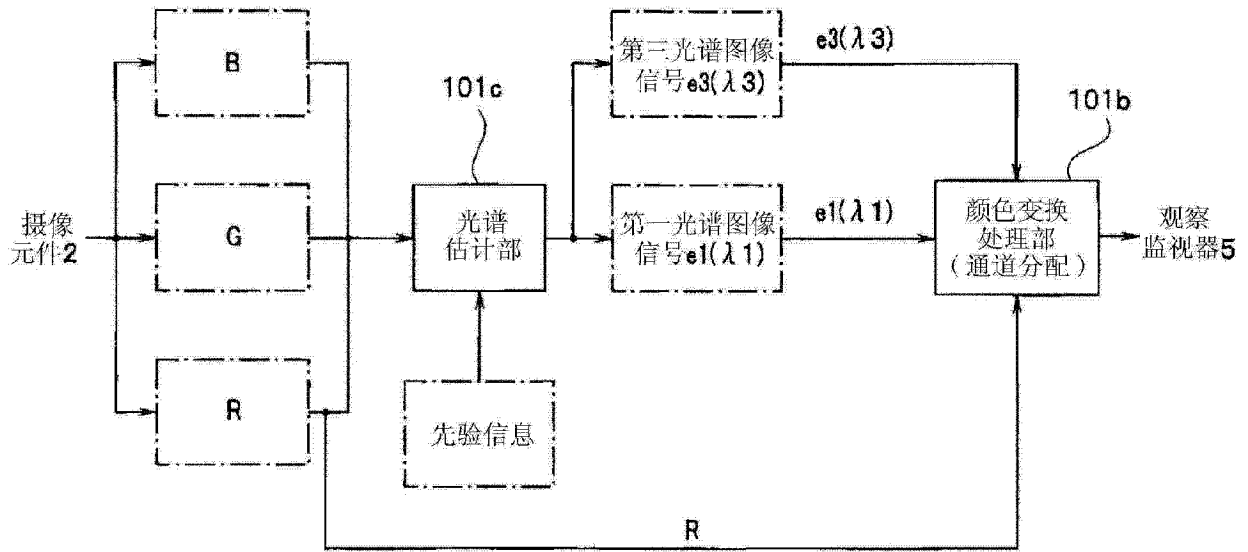 B
第三光谱图像
信号e3(λ3)
e3(λ3)
101c
101b
摄像
元件2
G
光谱
估计部
第一光谱图像
信号e1(λ1)
e1(λ1)
颜色变换
处理部
(通道分配)
观察
监视器5
R
先验信息
R